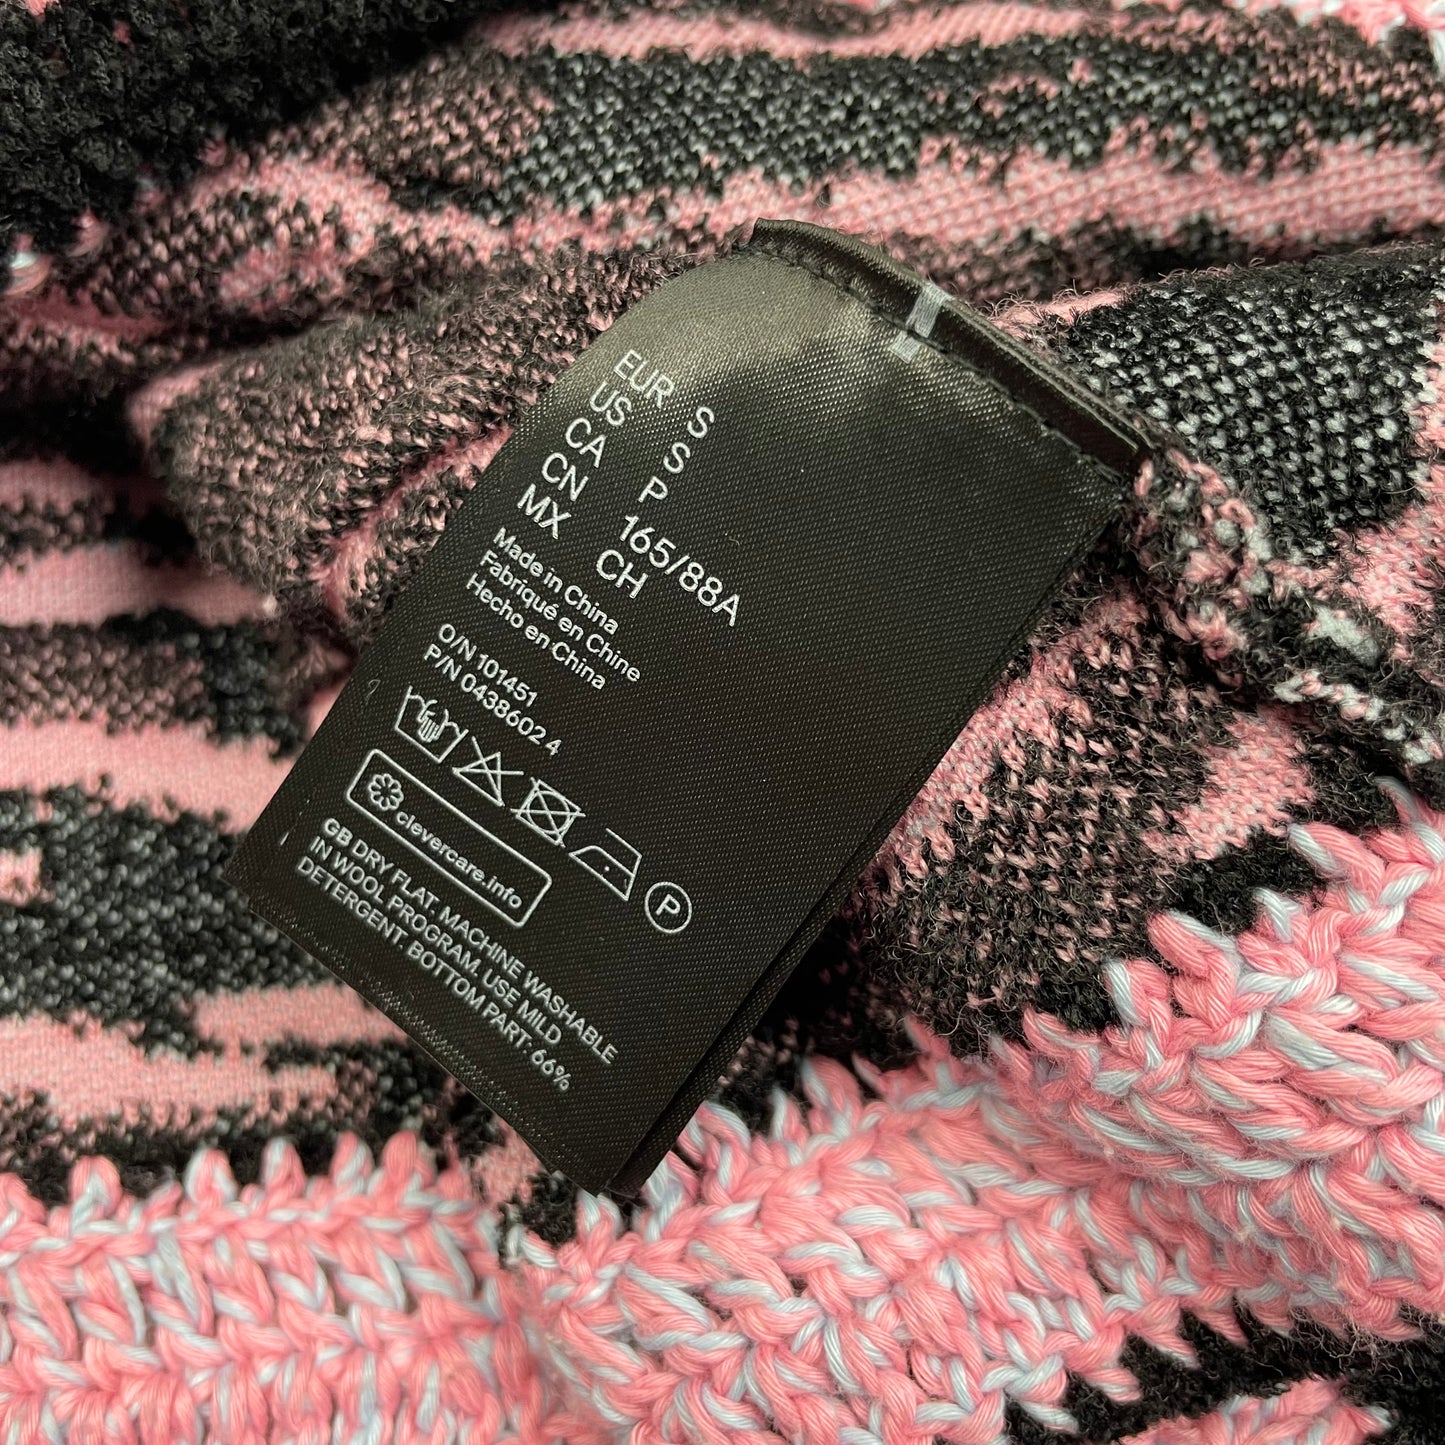 EUR S
US S
CA P
CN 165/88A
MX CH
Made in China
Fabriqué en Chine
Hecho en China
O/N 101451
P/N 0438602 4
P
clevercare.info
GB DRY FLAT. MACHINE WASHABLE
IN WOOL PROGRAM. USE MILD
DETERGENT. BOTTOM PART: 66%